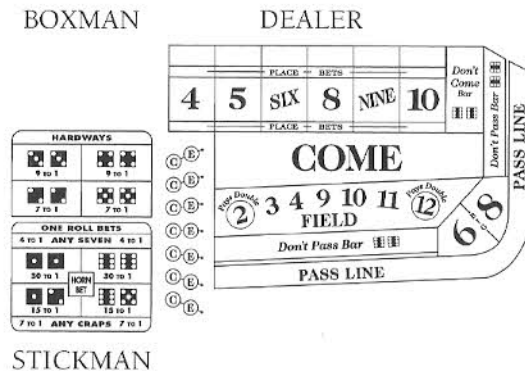 BOXMAN
DEALER
PLACE BETS
4 5 SIX 8 NINE 10
PLACE BETS
Don't
Come
Bar
Don't Pass Bar
PASS LINE
COME
Pays Double
2
3 4 9 10 11
Pays Double
12
FIELD
Don't Pass Bar
PASS LINE
6 8
BIG
HARDWAYS
9 TO 1 9 TO 1
7 TO 1 7 TO 1
ONE ROLL BETS
4 TO 1 ANY SEVEN 4 TO 1
30 TO 1 30 TO 1
HORN
BET
15 TO 1 15 TO 1
7 TO 1 ANY CRAPS 7 TO 1
C E
C E
C E
C E
C E
C E
C E
STICKMAN